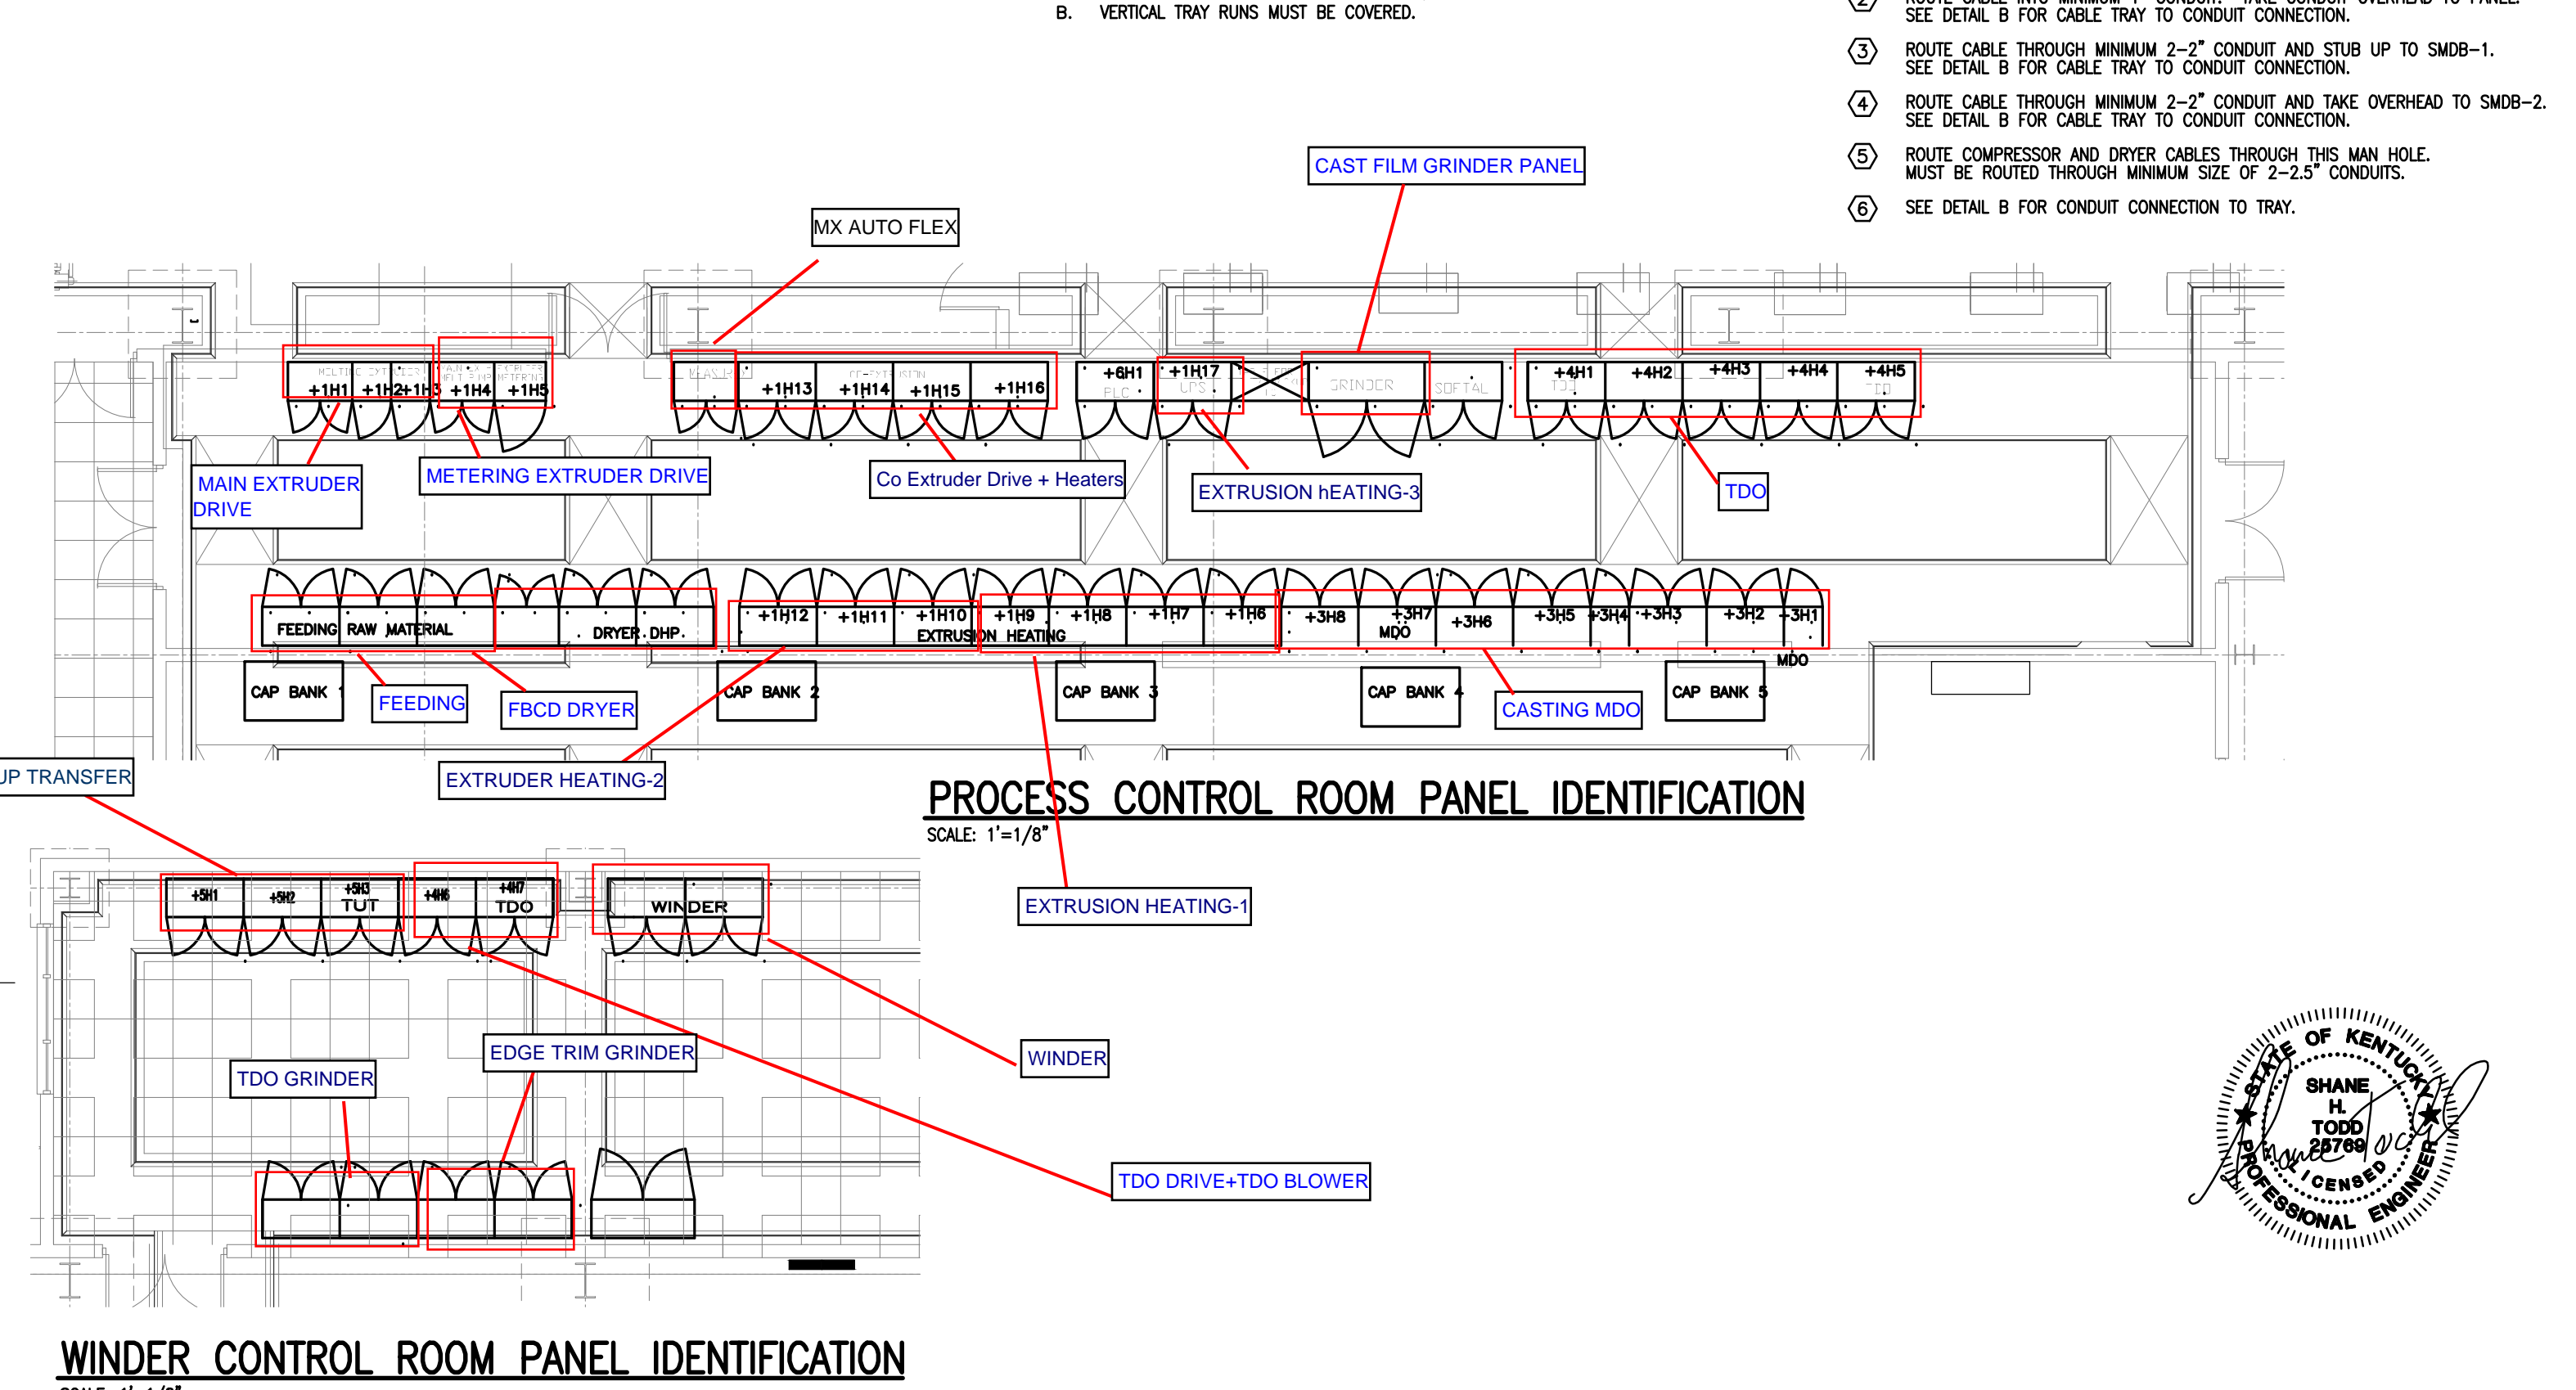 B. VERTICAL TRAY RUNS MUST BE COVERED.
SEE DETAIL B FOR CABLE TRAY TO CONDUIT CONNECTION.
3 ROUTE CABLE THROUGH MINIMUM 2-2" CONDUIT AND STUB UP TO SMDB-1.
SEE DETAIL B FOR CABLE TRAY TO CONDUIT CONNECTION.
4 ROUTE CABLE THROUGH MINIMUM 2-2" CONDUIT AND TAKE OVERHEAD TO SMDB-2.
SEE DETAIL B FOR CABLE TRAY TO CONDUIT CONNECTION.
5 ROUTE COMPRESSOR AND DRYER CABLES THROUGH THIS MAN HOLE.
MUST BE ROUTED THROUGH MINIMUM SIZE OF 2-2.5" CONDUITS.
6 SEE DETAIL B FOR CONDUIT CONNECTION TO TRAY.
CAST FILM GRINDER PANEL
MX AUTO FLEX
MELTING EXTRUDER
CO-EXTRUSION
+1H1 +1H2 +1H3 +1H4 +1H5
+1H13 +1H14 +1H15 +1H16
+6H1 +1H17
PLC UPS GRINDER SOFTAL
+4H1 +4H2 +4H3 +4H4 +4H5
TDO TDO
MAIN EXTRUDER
DRIVE
METERING EXTRUDER DRIVE
Co Extruder Drive + Heaters
EXTRUSION hEATING-3
TDO
FEEDING RAW MATERIAL
DRYER DHP
+1H12 +1H11 +1H10 +1H9 +1H8 +1H7 +1H6
EXTRUSION HEATING
+3H8 +3H7 +3H6 +3H5 +3H4 +3H3 +3H2 +3H1
MDO
MDO
CAP BANK 1
CAP BANK 2
CAP BANK 3
CAP BANK 4
CAP BANK 5
FEEDING
FBCD DRYER
CASTING MDO
UP TRANSFER
EXTRUDER HEATING-2
PROCESS CONTROL ROOM PANEL IDENTIFICATION
SCALE: 1'=1/8"
EXTRUSION HEATING-1
+5H1 +5H2 +5H3 +4H6 +4H7
TUT TDO
WINDER
EDGE TRIM GRINDER
TDO GRINDER
WINDER
TDO DRIVE+TDO BLOWER
STATE OF KENTUCKY
SHANE
H.
TODD
25769
LICENSED
PROFESSIONAL ENGINEER
WINDER CONTROL ROOM PANEL IDENTIFICATION